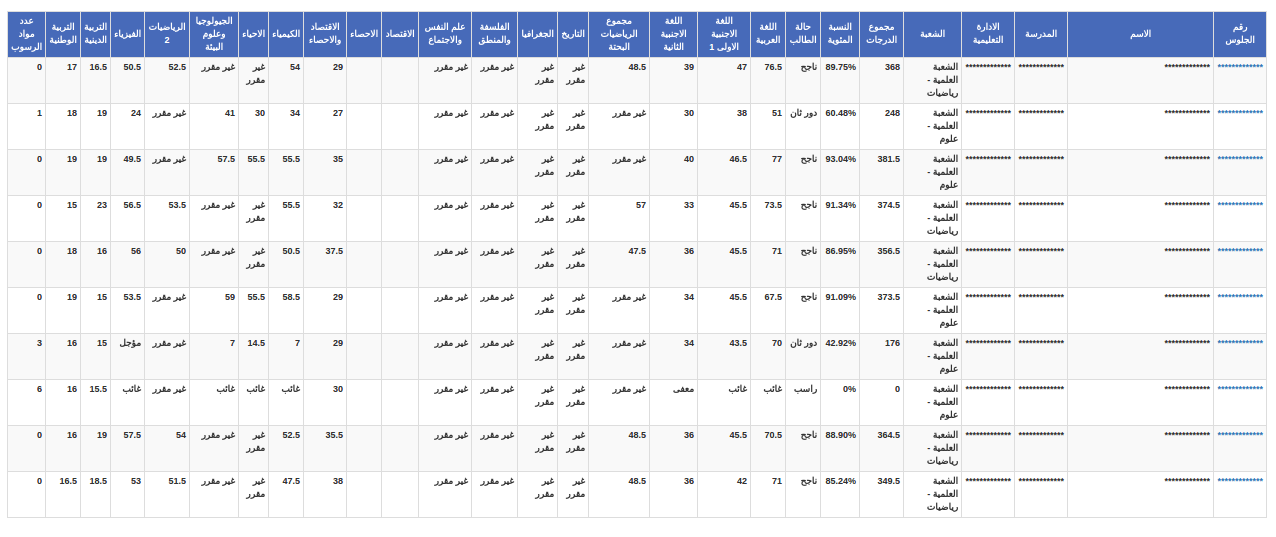 رقم الجلوس | الاسم | المدرسة | الادارة التعليمية | الشعبة | مجموع الدرجات | النسبة المئوية | حالة الطالب | اللغة العربية | اللغة الاجنبية الاولى 1 | اللغة الاجنبية الثانية | مجموع الرياضيات البحتة | التاريخ | الجغرافيا | الفلسفة والمنطق | علم النفس والاجتماع | الاقتصاد | الاحصاء | الاقتصاد والاحصاء | الكيمياء | الاحياء | الجيولوجيا وعلوم البيئة | الرياضيات 2 | الفيزياء | التربية الدينية | التربية الوطنية | عدد مواد الرسوب
************* | ************* | ************* | ************* | الشعبة العلمية - رياضيات | 368 | 89.75% | ناجح | 76.5 | 47 | 39 | 48.5 | غير مقرر | غير مقرر | غير مقرر | غير مقرر | | | 29 | 54 | غير مقرر | غير مقرر | 52.5 | 50.5 | 16.5 | 17 | 0
************* | ************* | ************* | ************* | الشعبة العلمية - علوم | 248 | 60.48% | دور ثان | 51 | 38 | 30 | غير مقرر | غير مقرر | غير مقرر | غير مقرر | غير مقرر | | | 27 | 34 | 30 | 41 | غير مقرر | 24 | 19 | 18 | 1
************* | ************* | ************* | ************* | الشعبة العلمية - علوم | 381.5 | 93.04% | ناجح | 77 | 46.5 | 40 | غير مقرر | غير مقرر | غير مقرر | غير مقرر | غير مقرر | | | 35 | 55.5 | 55.5 | 57.5 | غير مقرر | 49.5 | 19 | 19 | 0
************* | ************* | ************* | ************* | الشعبة العلمية - رياضيات | 374.5 | 91.34% | ناجح | 73.5 | 45.5 | 33 | 57 | غير مقرر | غير مقرر | غير مقرر | غير مقرر | | | 32 | 55.5 | غير مقرر | غير مقرر | 53.5 | 56.5 | 23 | 15 | 0
************* | ************* | ************* | ************* | الشعبة العلمية - رياضيات | 356.5 | 86.95% | ناجح | 71 | 45.5 | 36 | 47.5 | غير مقرر | غير مقرر | غير مقرر | غير مقرر | | | 37.5 | 50.5 | غير مقرر | غير مقرر | 50 | 56 | 16 | 18 | 0
************* | ************* | ************* | ************* | الشعبة العلمية - علوم | 373.5 | 91.09% | ناجح | 67.5 | 45.5 | 34 | غير مقرر | غير مقرر | غير مقرر | غير مقرر | غير مقرر | | | 29 | 58.5 | 55.5 | 59 | غير مقرر | 53.5 | 15 | 19 | 0
************* | ************* | ************* | ************* | الشعبة العلمية - علوم | 176 | 42.92% | دور ثان | 70 | 43.5 | 34 | غير مقرر | غير مقرر | غير مقرر | غير مقرر | غير مقرر | | | 29 | 7 | 14.5 | 7 | غير مقرر | مؤجل | 15 | 16 | 3
************* | ************* | ************* | ************* | الشعبة العلمية - علوم | 0 | 0% | راسب | غائب | غائب | معفى | غير مقرر | غير مقرر | غير مقرر | غير مقرر | غير مقرر | | | 30 | غائب | غائب | غائب | غير مقرر | غائب | 15.5 | 16 | 6
************* | ************* | ************* | ************* | الشعبة العلمية - رياضيات | 364.5 | 88.90% | ناجح | 70.5 | 45.5 | 36 | 48.5 | غير مقرر | غير مقرر | غير مقرر | غير مقرر | | | 35.5 | 52.5 | غير مقرر | غير مقرر | 54 | 57.5 | 19 | 16 | 0
************* | ************* | ************* | ************* | الشعبة العلمية - رياضيات | 349.5 | 85.24% | ناجح | 71 | 42 | 36 | 48.5 | غير مقرر | غير مقرر | غير مقرر | غير مقرر | | | 38 | 47.5 | غير مقرر | غير مقرر | 51.5 | 53 | 18.5 | 16.5 | 0